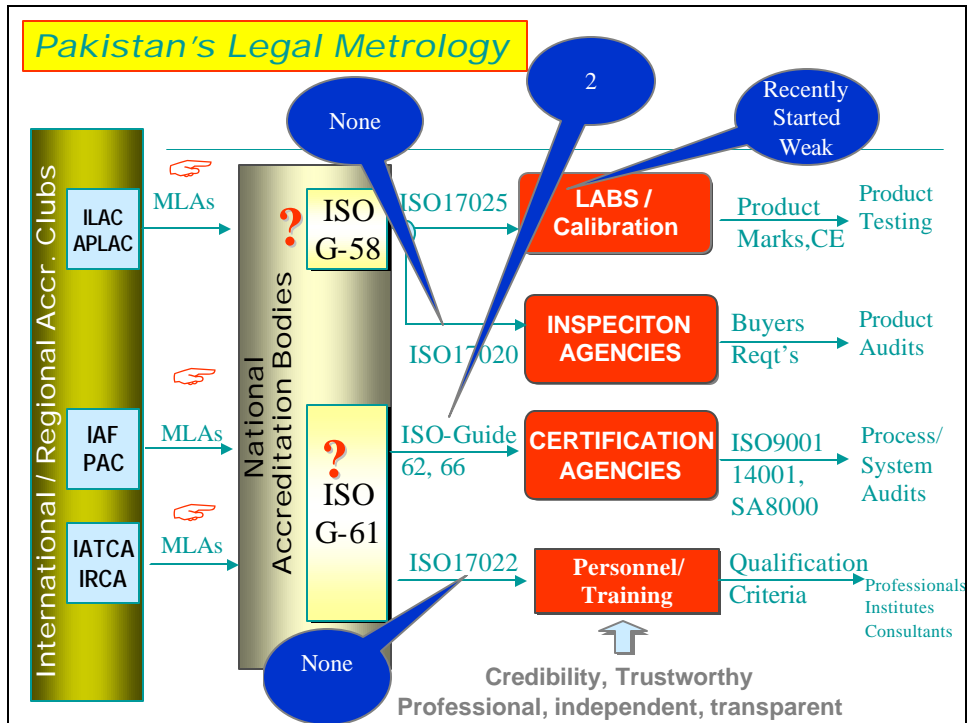 Pakistan's Legal Metrology
2
None
Recently
Started
Weak
International / Regional Accr. Clubs
ILAC
APLAC
☞
MLAs
IAF
PAC
☞
MLAs
IATCA
IRCA
☞
MLAs
National
Accreditation Bodies
?
ISO
G-58
?
ISO
G-61
ISO17025
LABS /
Calibration
Product
Marks,CE
Product
Testing
ISO17020
INSPECITON
AGENCIES
Buyers
Reqt's
Product
Audits
ISO-Guide
62, 66
CERTIFICATION
AGENCIES
ISO9001
14001,
SA8000
Process/
System
Audits
ISO17022
Personnel/
Training
Qualification
Criteria
Professionals
Institutes
Consultants
None
Credibility, Trustworthy
Professional, independent, transparent